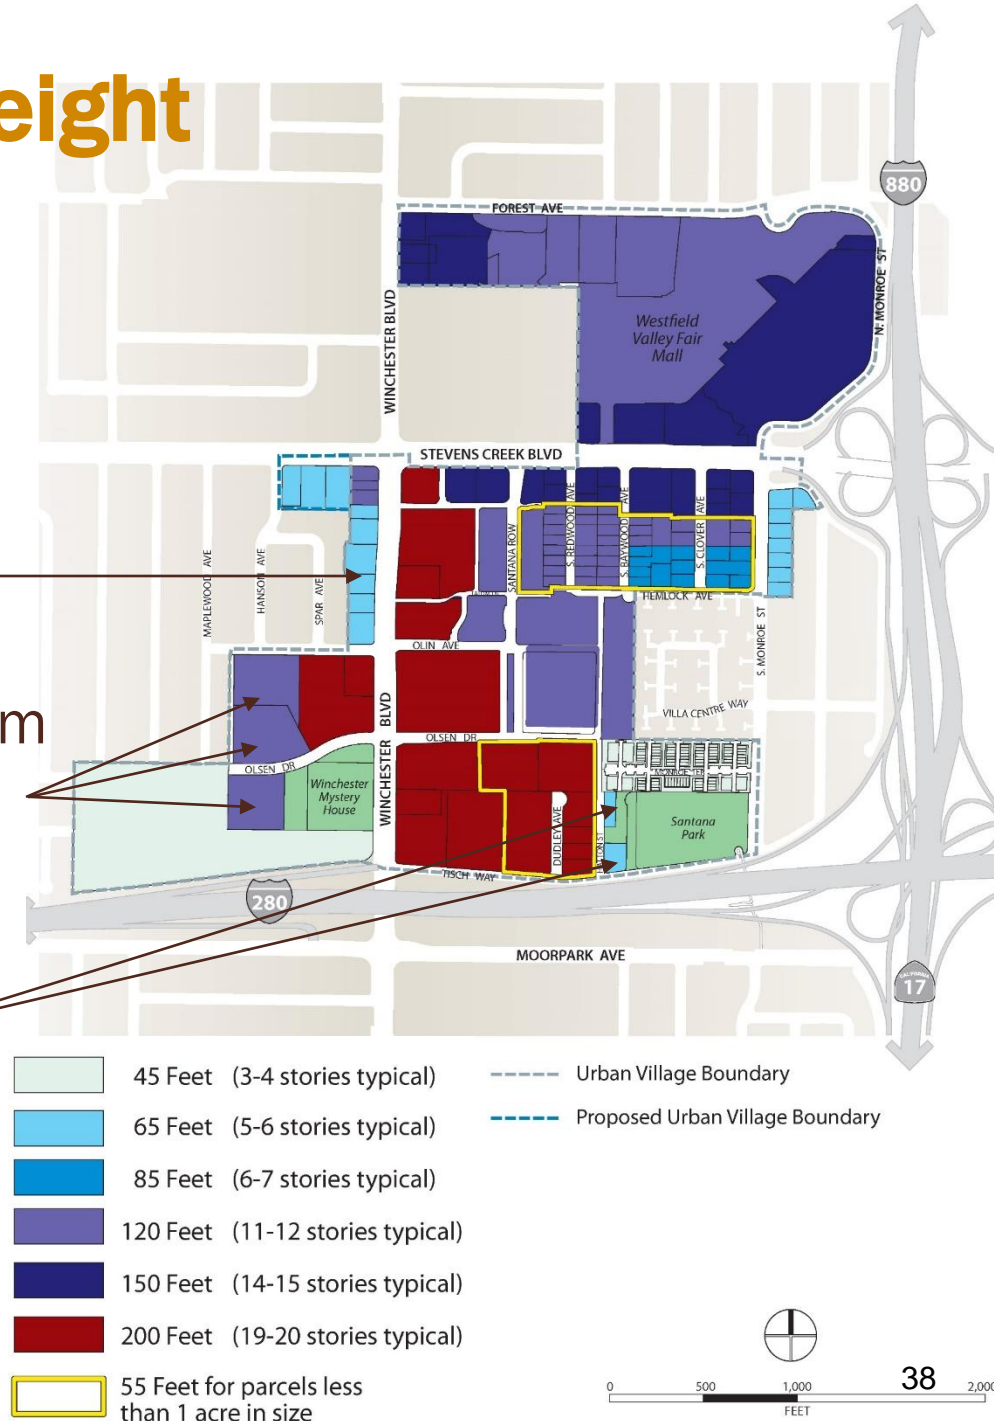 eight
880
FOREST AVE
N. MONROE ST
WINCHESTER BLVD
Westfield
Valley Fair
Mall
STEVENS CREEK BLVD
MAPLEWOOD AVE
HANSON AVE
SPAR AVE
SANTANA ROW
S. REDWOOD AVE
S. BAYWOOD AVE
S. CLOVER AVE
HEMLOCK AVE
S. MONROE ST
OLIN AVE
m
WINCHESTER BLVD
VILLA CENTRE WAY
OLSEN DR
OLSEN DR
MONROE TER
Winchester
Mystery
House
DUDLEY AVE
Santana
Park
TISCH WAY
280
MOORPARK AVE
CALIFORNIA
17
45 Feet (3-4 stories typical)
65 Feet (5-6 stories typical)
85 Feet (6-7 stories typical)
120 Feet (11-12 stories typical)
150 Feet (14-15 stories typical)
200 Feet (19-20 stories typical)
55 Feet for parcels less
than 1 acre in size
Urban Village Boundary
Proposed Urban Village Boundary
38
0 500 1,000 2,000
FEET